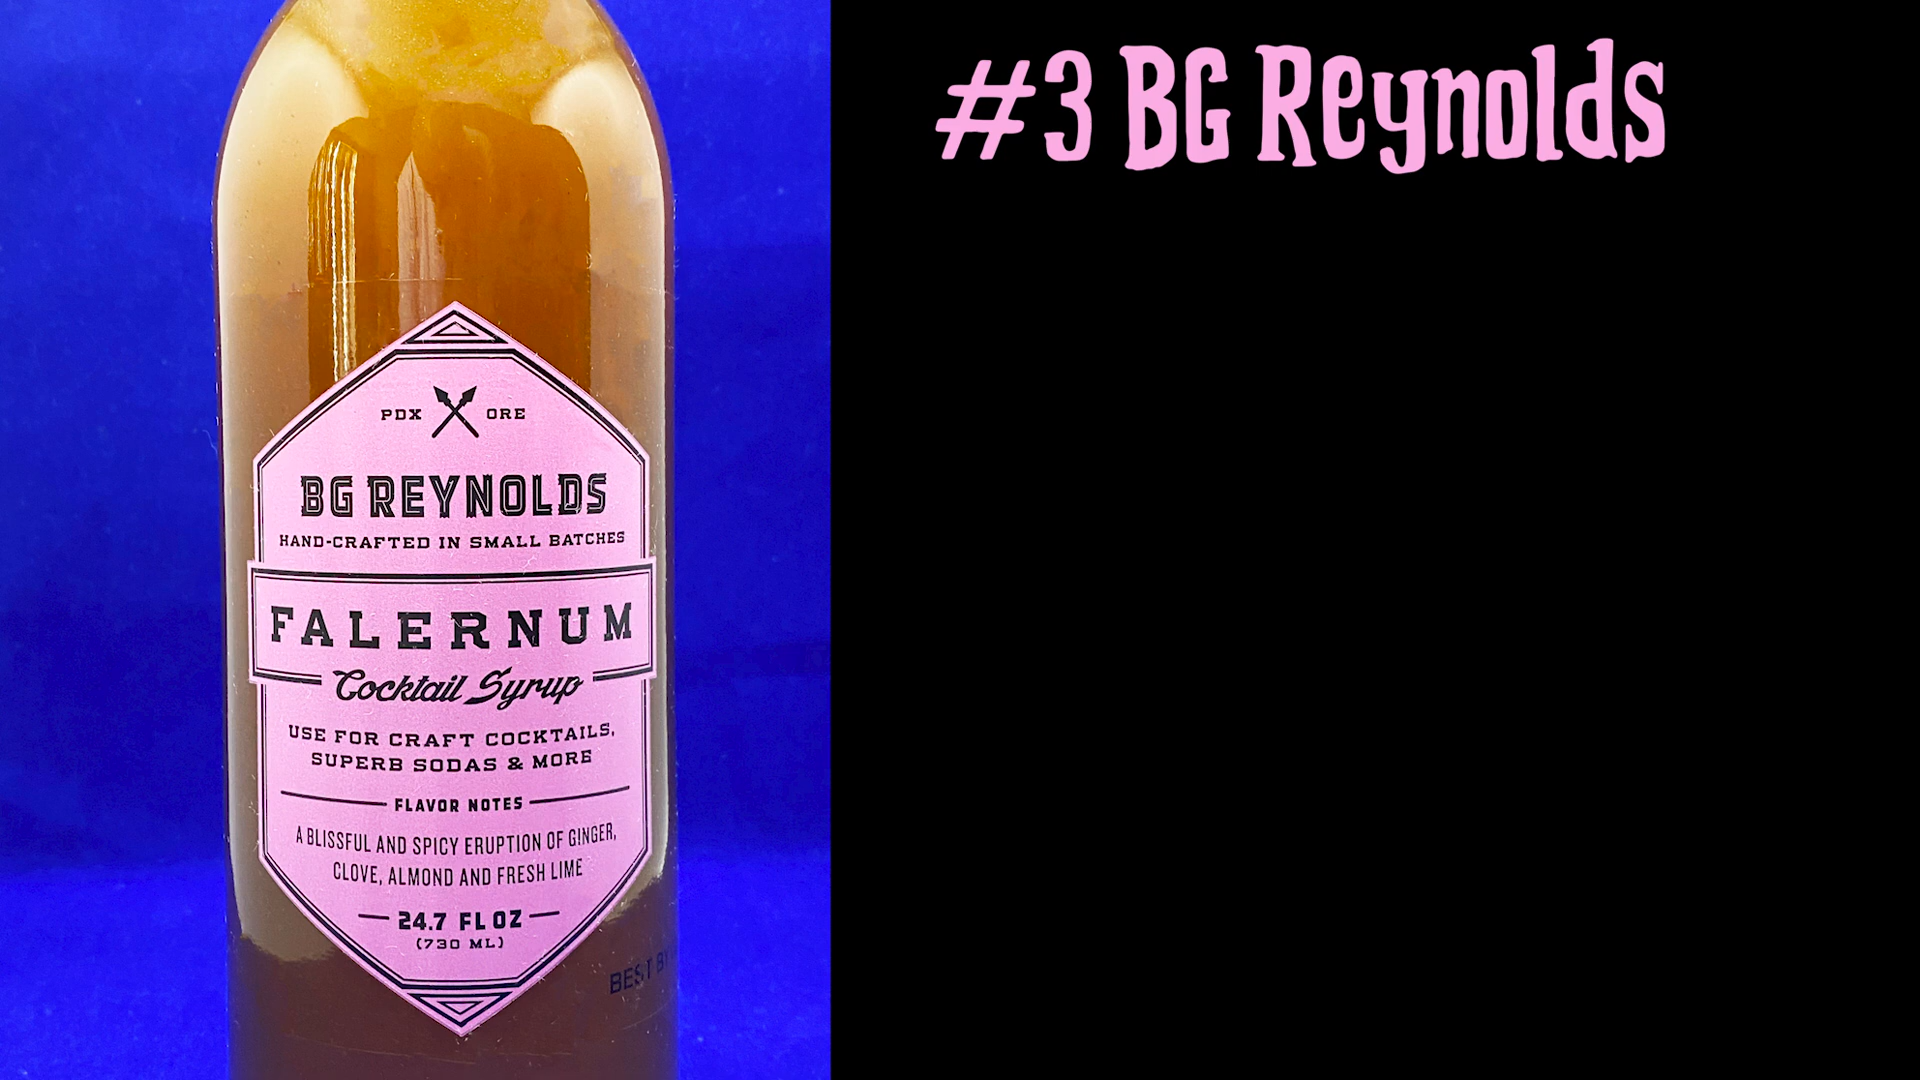 #3 BG Reynolds
PDX ORE
BG REYNOLDS
HAND-CRAFTED IN SMALL BATCHES
FALERNUM
Cocktail Syrup
USE FOR CRAFT COCKTAILS,
SUPERB SODAS & MORE
FLAVOR NOTES
A BLISSFUL AND SPICY ERUPTION OF GINGER,
CLOVE, ALMOND AND FRESH LIME
24.7 FL OZ
(730 ML)
BEST BY